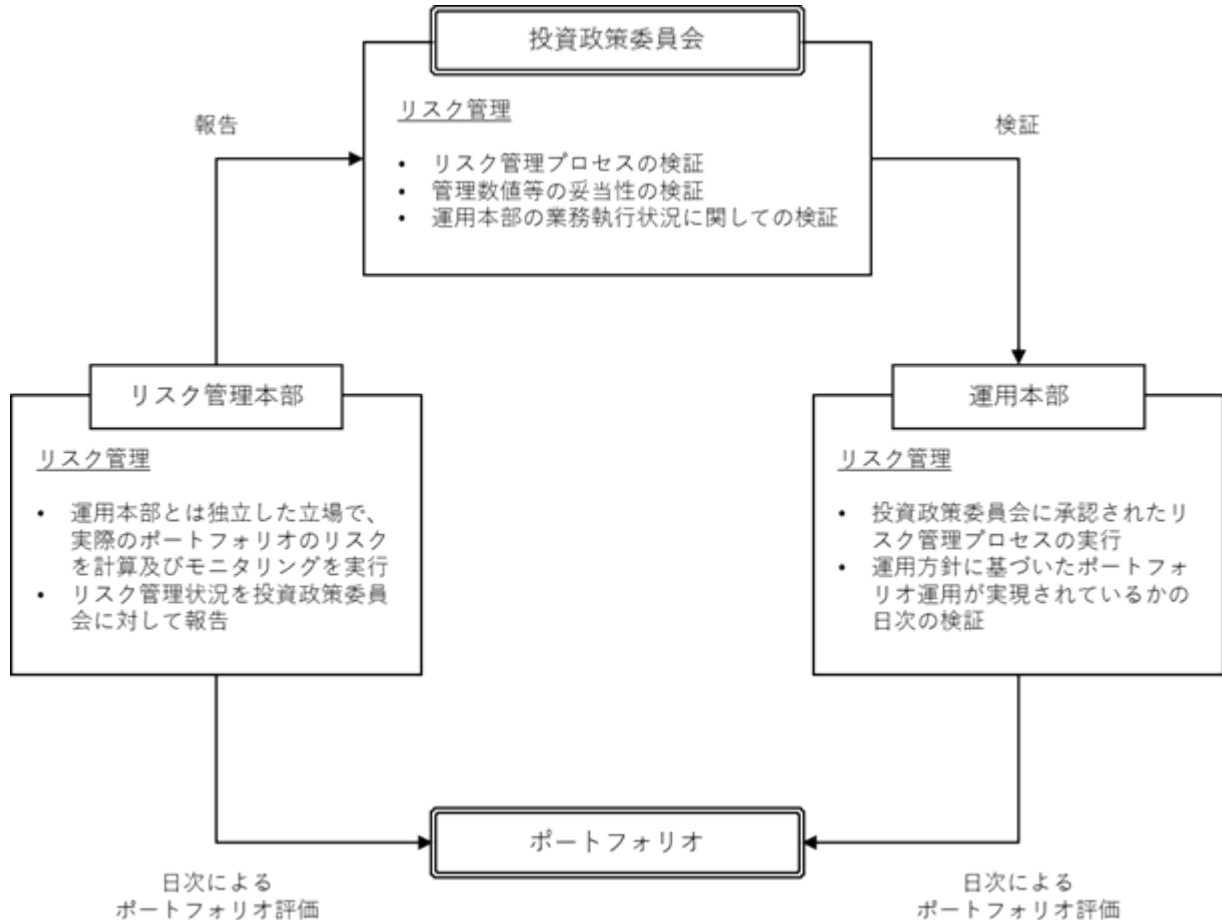 投資政策委員会
リスク管理
• リスク管理プロセスの検証
• 管理数値等の妥当性の検証
• 運用本部の業務執行状況に関しての検証
報告
検証
リスク管理本部
リスク管理
• 運用本部とは独立した立場で、
実際のポートフォリオのリスク
を計算及びモニタリングを実行
• リスク管理状況を投資政策委員
会に対して報告
運用本部
リスク管理
• 投資政策委員会に承認されたリ
スク管理プロセスの実行
• 運用方針に基づいたポートフォ
リオ運用が実現されているかの
日次の検証
ポートフォリオ
日次による
ポートフォリオ評価
日次による
ポートフォリオ評価